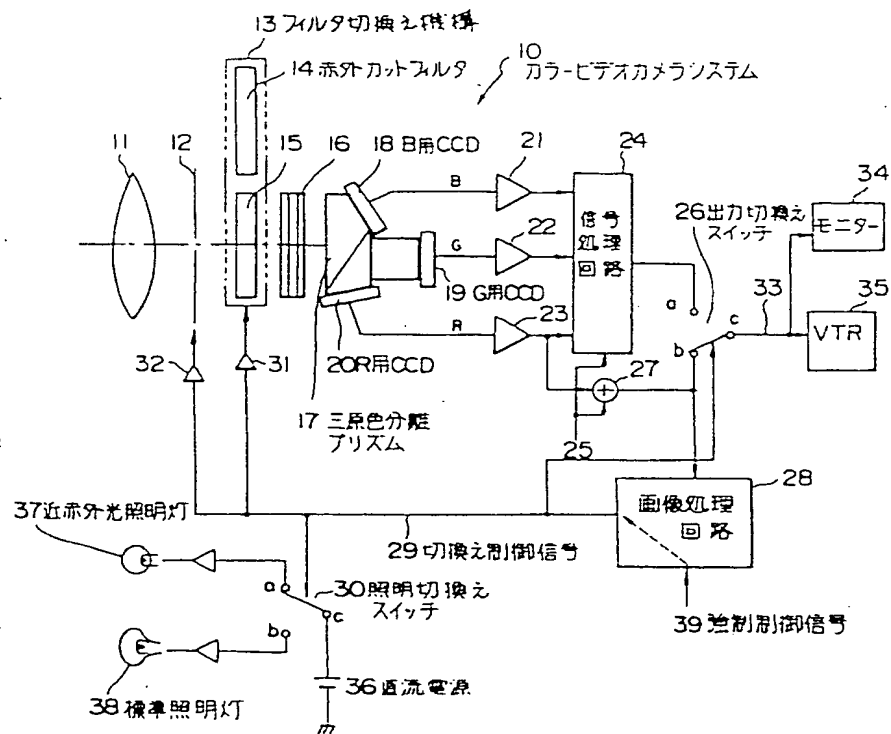 13 フィルタ切換え機構
14 赤外カットフィルタ
10
カラービデオカメラシステム
11
12
15
16
18 B用CCD
21
24
34
B
信号
処理
回路
26 出力切換え
スイッチ
モニター
22
G
19 G用CCD
a
c
33
35
VTR
23
R
20R用CCD
b
32
31
27
17 三原色分離
プリズム
25
28
画像処理
回路
37 近赤外光照明灯
29 切換え制御信号
a
30 照明切換え
スイッチ
c
b
39 強制制御信号
36 直流電源
38 標準照明灯